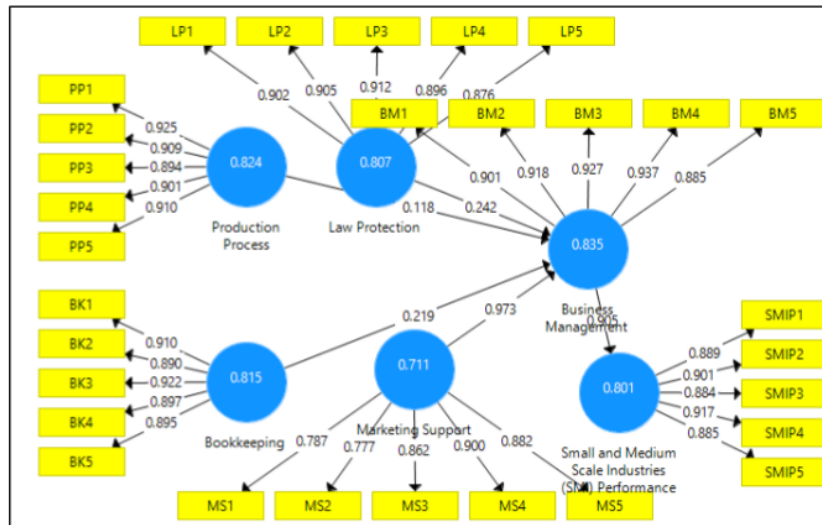 LP1 LP2 LP3 LP4 LP5
0.902 0.905 0.912 0.896 0.876
PP1
PP2
PP3
PP4
PP5
0.925
0.909
0.894
0.901
0.910
0.824
Production
Process
0.807
Law Protection
BM1 BM2 BM3 BM4 BM5
0.901 0.918 0.927 0.937 0.885
0.118 0.242
0.835
Business
Management
BK1
BK2
BK3
BK4
BK5
0.910
0.890
0.922
0.897
0.895
0.815
Bookkeeping
0.219
0.973
0.905
0.711
Marketing Support
0.787 0.777 0.862 0.900 0.882
MS1 MS2 MS3 MS4 MS5
0.801
Small and Medium
Scale Industries
(SMI) Performance
0.889
0.901
0.884
0.917
0.885
SMIP1
SMIP2
SMIP3
SMIP4
SMIP5